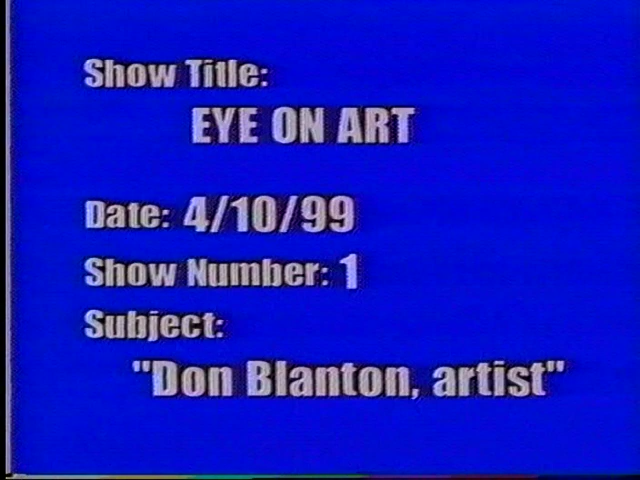 Show Title:
EYE ON ART
Date: 4/10/99
Show Number: 1
Subject:
"Don Blanton, artist"